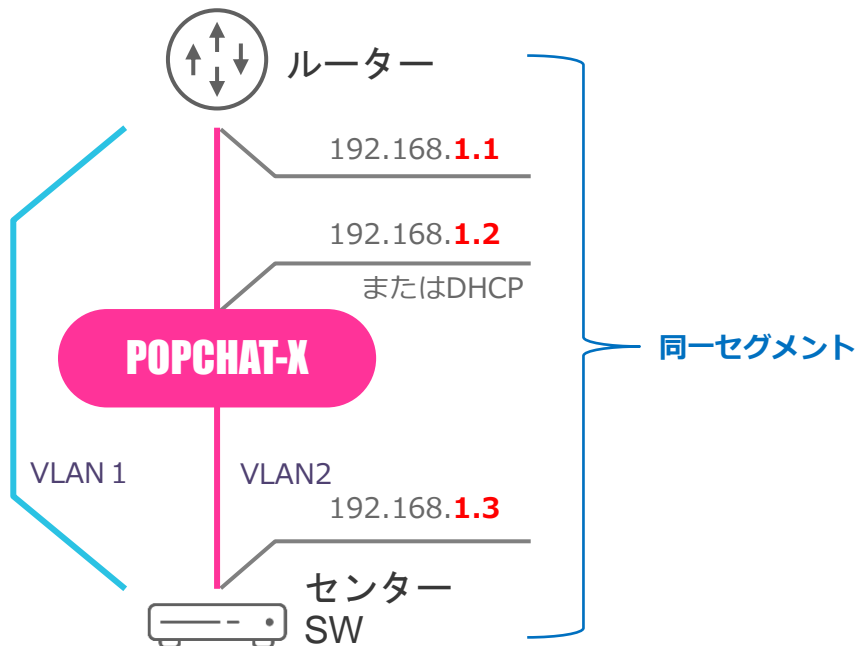 ルーター
192.168.1.1
192.168.1.2
またはDHCP
POPCHAT-X
同一セグメント
VLAN 1
VLAN2
192.168.1.3
センター
SW